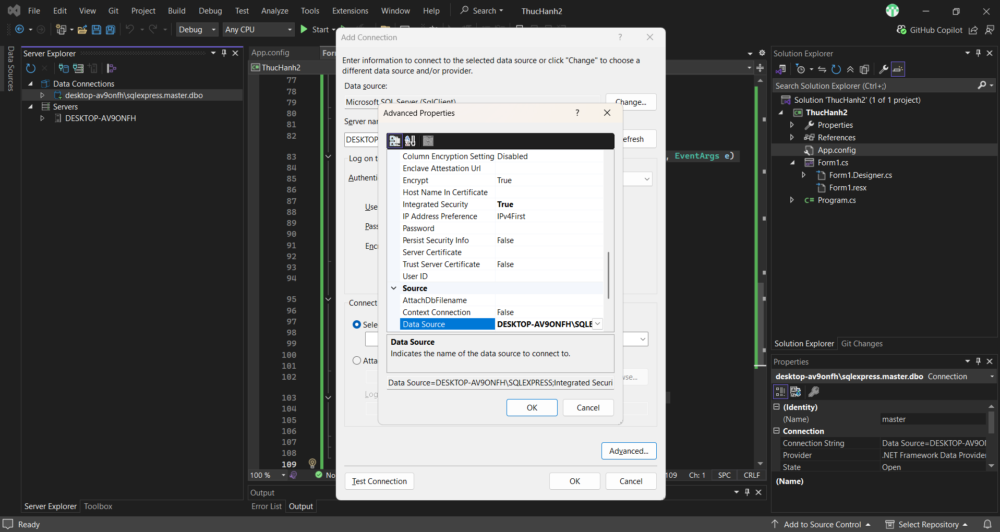 File Edit View Git Project Build Debug Test Analyze Tools Extensions Window Help Search ThucHanh2
Debug Any CPU Start GitHub Copilot
Data Sources
Server Explorer
Data Connections
desktop-av9onfh\sqlexpress.master.dbo
Servers
DESKTOP-AV9ONFH
Server Explorer Toolbox
App.config For
C# ThucHanh2
77
78
79
80
81
82
83 , EventArgs e)
84
85
86
87
88
89
90
91
92
93
94
95
96
97
98
99
100
101
102
103
104
105
106
107
108
109
100 % No 109 Ch: 1 SPC CRLF
Output
Error List Output
Add Connection ?
Enter information to connect to the selected data source or click "Change" to choose a
different data source and/or provider.
Data source:
Microsoft SQL Server (SqlClient) Change...
Server nar
DESKTOP efresh
Log on t
Authenti
Use
Pass
Enc
Connect
Sele
Atta
wse...
Log
Advanced...
Test Connection OK Cancel
Advanced Properties ?
Column Encryption Setting Disabled
Enclave Attestation Url
Encrypt True
Host Name In Certificate
Integrated Security True
IP Address Preference IPv4First
Password
Persist Security Info False
Server Certificate
Trust Server Certificate False
User ID
Source
AttachDbFilename
Context Connection False
Data Source DESKTOP-AV9ONFH\SQLE
Data Source
Indicates the name of the data source to connect to.
Data Source=DESKTOP-AV9ONFH\SQLEXPRESS;Integrated Securi
OK Cancel
Solution Explorer
Search Solution Explorer (Ctrl+;)
Solution 'ThucHanh2' (1 of 1 project)
C# ThucHanh2
Properties
References
App.config
Form1.cs
Form1.Designer.cs
Form1.resx
C# Program.cs
Solution Explorer Git Changes
Properties
desktop-av9onfh\sqlexpress.master.dbo Connection
(Identity)
(Name) master
Connection
Connection String Data Source=DESKTOP-AV9O
Provider .NET Framework Data Provide
State Open
(Name)
Ready Add to Source Control Select Repository